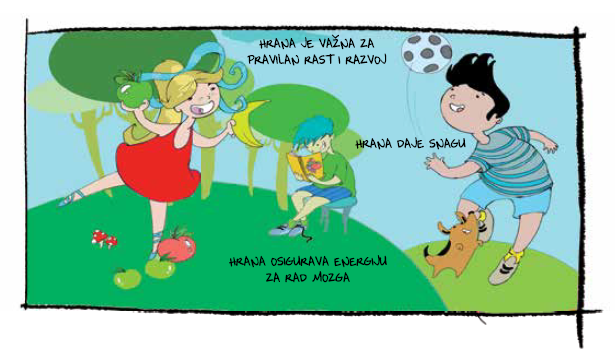 HRANA JE VAŽNA ZA
PRAVILAN RAST I RAZVOJ
HRANA DAJE SNAGU
HRANA OSIGURAVA ENERGIJU
ZA RAD MOZGA